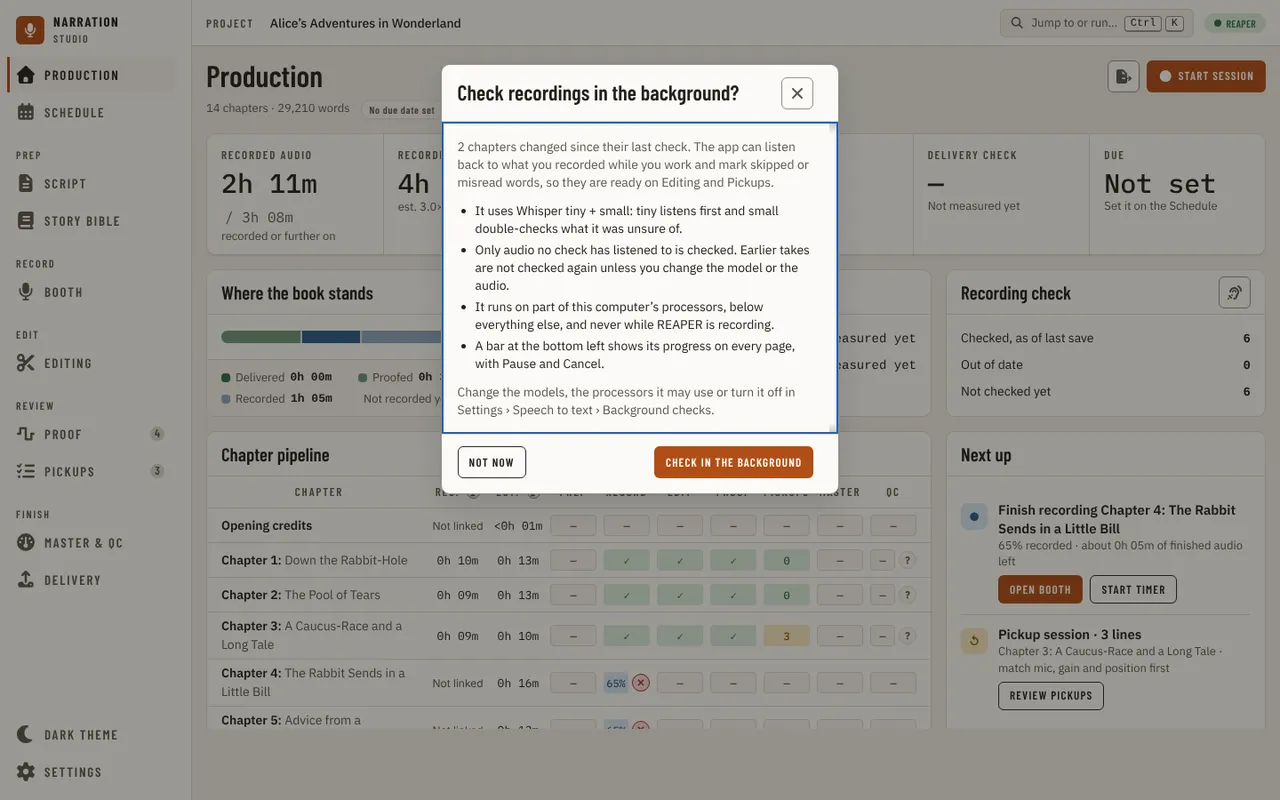 NARRATION
STUDIO
PRODUCTION
SCHEDULE
PREP
SCRIPT
STORY BIBLE
RECORD
BOOTH
EDIT
EDITING
REVIEW
PROOF 4
PICKUPS 3
FINISH
MASTER & QC
DELIVERY
DARK THEME
SETTINGS
PROJECT Alice's Adventures in Wonderland
Jump to or run... Ctrl K
REAPER
Production
14 chapters · 29,210 words No due date set
START SESSION
RECORDED AUDIO
2h 11m
/ 3h 08m
recorded or further on
4h
est. 3.0
DELIVERY CHECK
—
Not measured yet
DUE
Not set
Set it on the Schedule
Check recordings in the background?
2 chapters changed since their last check. The app can listen
back to what you recorded while you work and mark skipped or
misread words, so they are ready on Editing and Pickups.
• It uses Whisper tiny + small: tiny listens first and small
double-checks what it was unsure of.
• Only audio no check has listened to is checked. Earlier takes
are not checked again unless you change the model or the
audio.
• It runs on part of this computer's processors, below
everything else, and never while REAPER is recording.
• A bar at the bottom left shows its progress on every page,
with Pause and Cancel.
Change the models, the processors it may use or turn it off in
Settings › Speech to text › Background checks.
NOT NOW
CHECK IN THE BACKGROUND
Where the book stands
Delivered 0h 00m Proofed 0h
Recorded 1h 05m Not recorded
yet
yet
Recording check
Checked, as of last save 6
Out of date 0
Not checked yet 6
Chapter pipeline
CHAPTER QC
Opening credits Not linked <0h 01m — — — — — — —
Chapter 1: Down the Rabbit-Hole 0h 10m 0h 13m — ✓ ✓ ✓ 0 — — ?
Chapter 2: The Pool of Tears 0h 09m 0h 13m — ✓ ✓ ✓ 0 — — ?
Chapter 3: A Caucus-Race and a
Long Tale 0h 09m 0h 10m — ✓ ✓ ✓ 3 — — ?
Chapter 4: The Rabbit Sends in a
Little Bill Not linked 0h 16m — 65% — — — — —
Chapter 5: Advice from a
Next up
Finish recording Chapter 4: The Rabbit
Sends in a Little Bill
65% recorded · about 0h 05m of finished audio
left
OPEN BOOTH START TIMER
Pickup session · 3 lines
Chapter 3: A Caucus-Race and a Long Tale ·
match mic, gain and position first
REVIEW PICKUPS